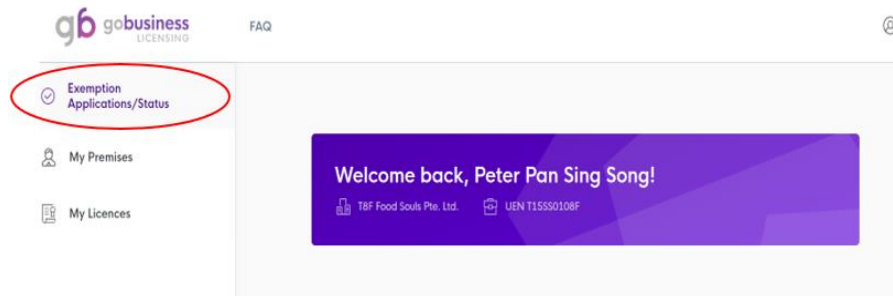 gb gobusiness
LICENSING
FAQ
Exemption
Applications/Status
My Premises
My Licences
Welcome back, Peter Pan Sing Song!
T8F Food Souls Pte. Ltd.
UEN T15SS0108F